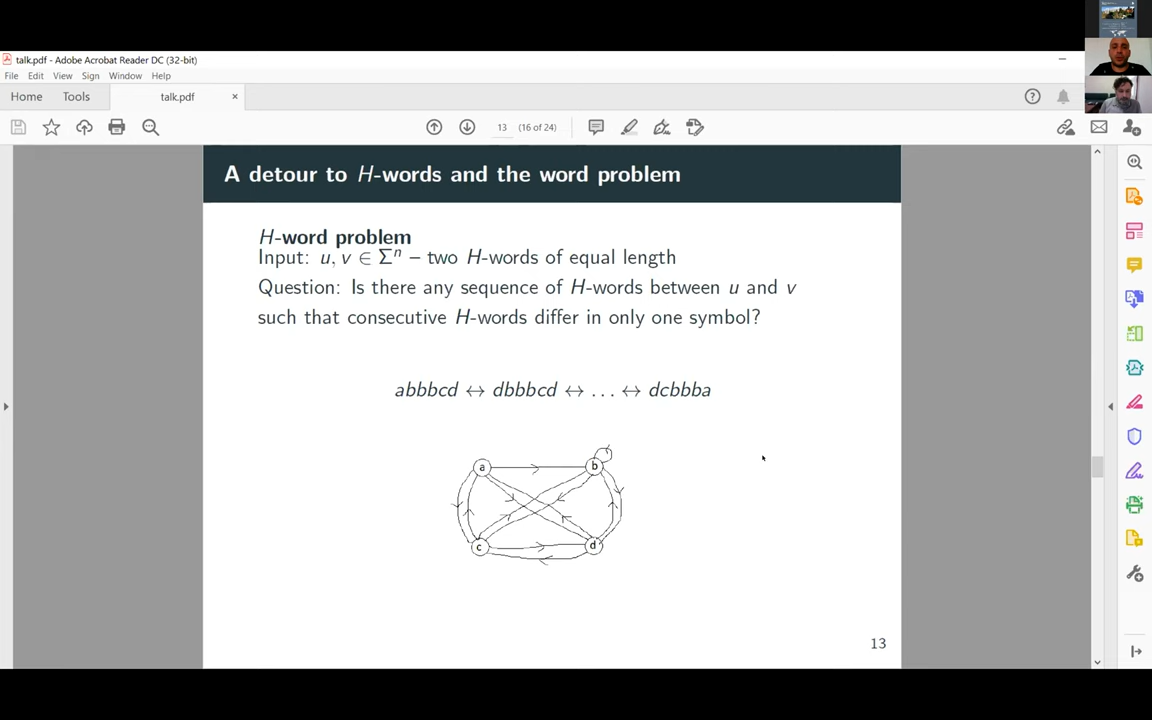 talk.pdf - Adobe Acrobat Reader DC (32-bit)
File Edit View Sign Window Help
Home Tools talk.pdf ×
13 (16 of 24)
A detour to H-words and the word problem
H-word problem
Input: u, v ∈ Σⁿ – two H-words of equal length
Question: Is there any sequence of H-words between u and v
such that consecutive H-words differ in only one symbol?
abbbcd ↔ dbbbcd ↔ . . . ↔ dcbbba
a b
c d
13